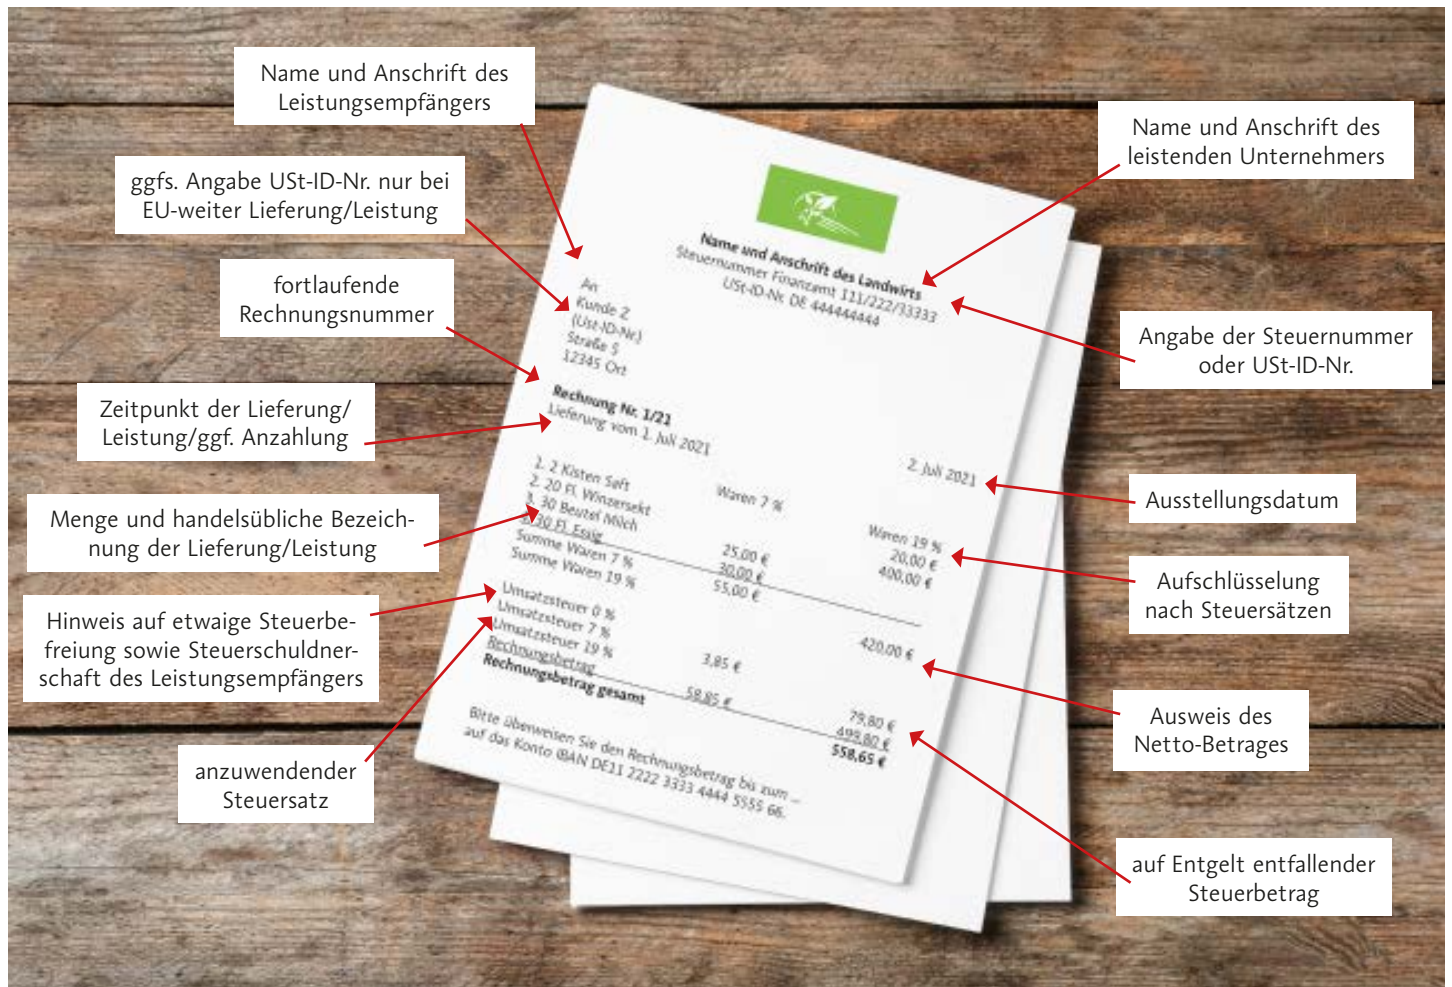 Name und Anschrift des
Leistungsempfängers
ggfs. Angabe USt-ID-Nr. nur bei
EU-weiter Lieferung/Leistung
fortlaufende
Rechnungsnummer
Zeitpunkt der Lieferung/
Leistung/ggf. Anzahlung
Menge und handelsübliche Bezeich-
nung der Lieferung/Leistung
Hinweis auf etwaige Steuerbe-
freiung sowie Steuerschuldner-
schaft des Leistungsempfängers
anzuwendender
Steuersatz
Name und Anschrift des Landwirts
Steuernummer Finanzamt 111/222/33333
USt-ID-Nr. DE 444444444
An
Kunde Z
(Ust-ID-Nr.)
Straße 5
12345 Ort
Rechnung Nr. 1/21
Lieferung vom 1. Juli 2021
2. Juli 2021
Waren 7 %
Waren 19 %
1. 2 Kisten Saft 20,00 €
2. 20 Fl. Winzersekt 400,00 €
3. 30 Beutel Milch 25,00 €
4. 30 Fl. Essig 30,00 €
Summe Waren 7 % 55,00 €
Summe Waren 19 % 420,00 €
Umsatzsteuer 0 %
Umsatzsteuer 7 % 3,85 €
Umsatzsteuer 19 % 79,80 €
Rechnungsbetrag 58,85 € 499,80 €
Rechnungsbetrag gesamt 558,65 €
Bitte überweisen Sie den Rechnungsbetrag bis zum ...
auf das Konto IBAN DE11 2222 3333 4444 5555 66.
Name und Anschrift des
leistenden Unternehmers
Angabe der Steuernummer
oder USt-ID-Nr.
Ausstellungsdatum
Aufschlüsselung
nach Steuersätzen
Ausweis des
Netto-Betrages
auf Entgelt entfallender
Steuerbetrag